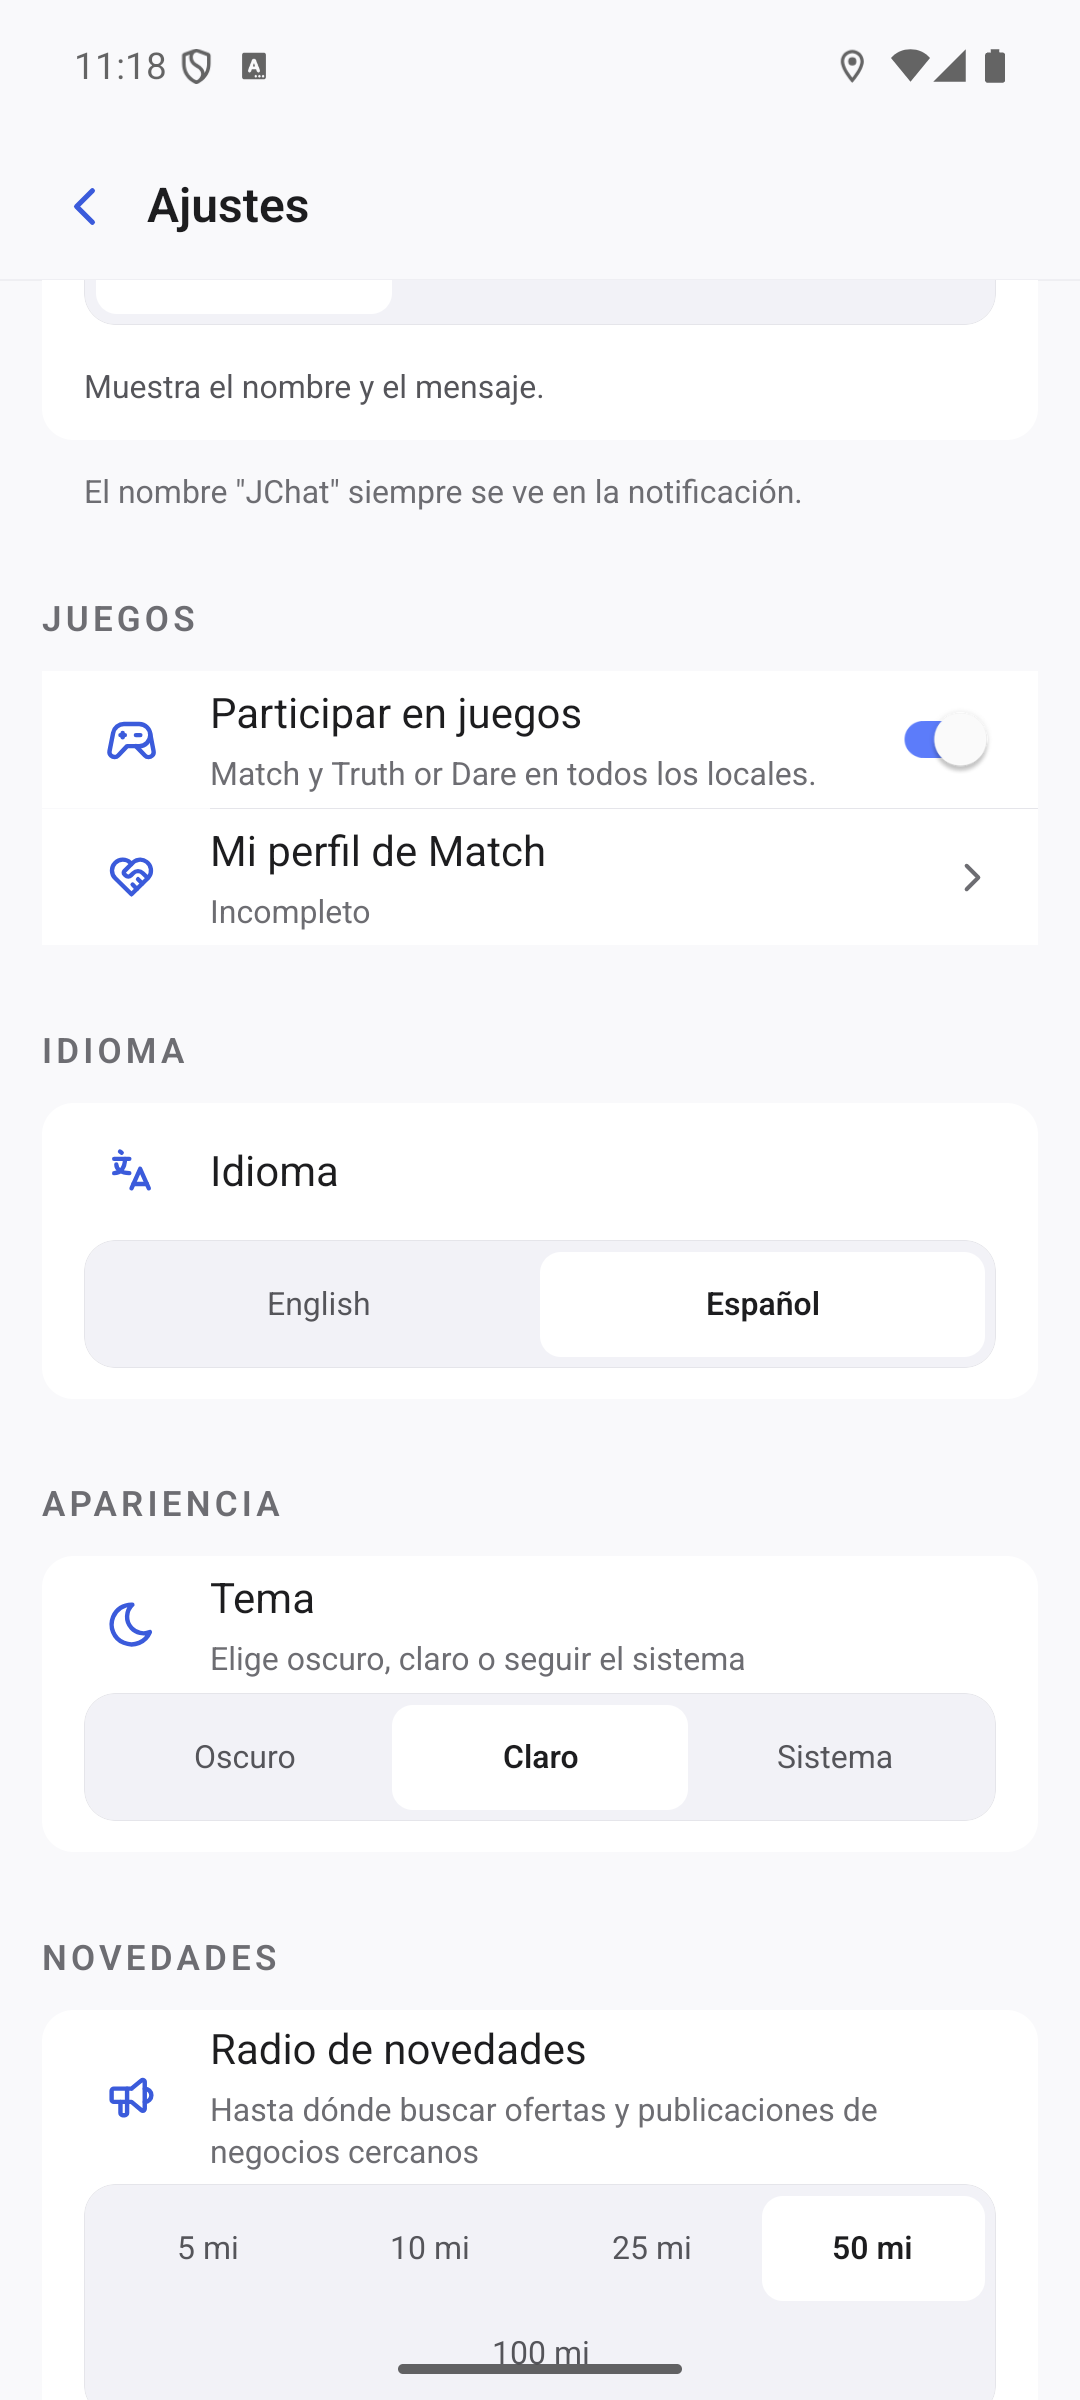 11:18
Ajustes
Muestra el nombre y el mensaje.
El nombre "JChat" siempre se ve en la notificación.
JUEGOS
Participar en juegos
Match y Truth or Dare en todos los locales.
Mi perfil de Match
Incompleto
IDIOMA
Idioma
English Español
APARIENCIA
Tema
Elige oscuro, claro o seguir el sistema
Oscuro Claro Sistema
NOVEDADES
Radio de novedades
Hasta dónde buscar ofertas y publicaciones de
negocios cercanos
5 mi 10 mi 25 mi 50 mi
100 mi